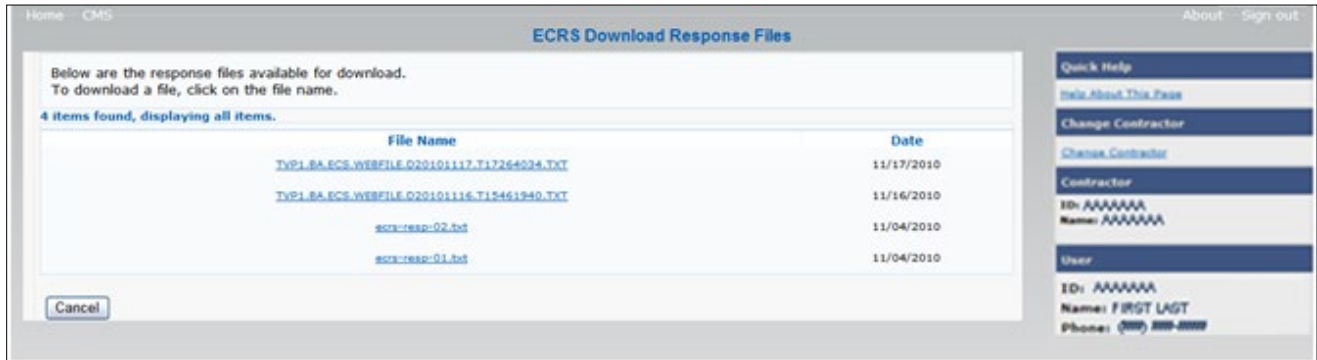 Home CMS
About Sign out
ECRS Download Response Files
Below are the response files available for download.
To download a file, click on the file name.
4 items found, displaying all items.
File Name Date
TVP1.BA.ECS.WEBFILE.D20101117.T17264034.TXT 11/17/2010
TVP1.BA.ECS.WEBFILE.D20101116.T15461940.TXT 11/16/2010
ecrs-resp-02.txt 11/04/2010
ecrs-resp-01.txt 11/04/2010
Cancel
Quick Help
Help About This Page
Change Contractor
Change Contractor
Contractor
ID: AAAAAAA
Name: AAAAAAA
User
ID: AAAAAAA
Name: FIRST LAST
Phone: